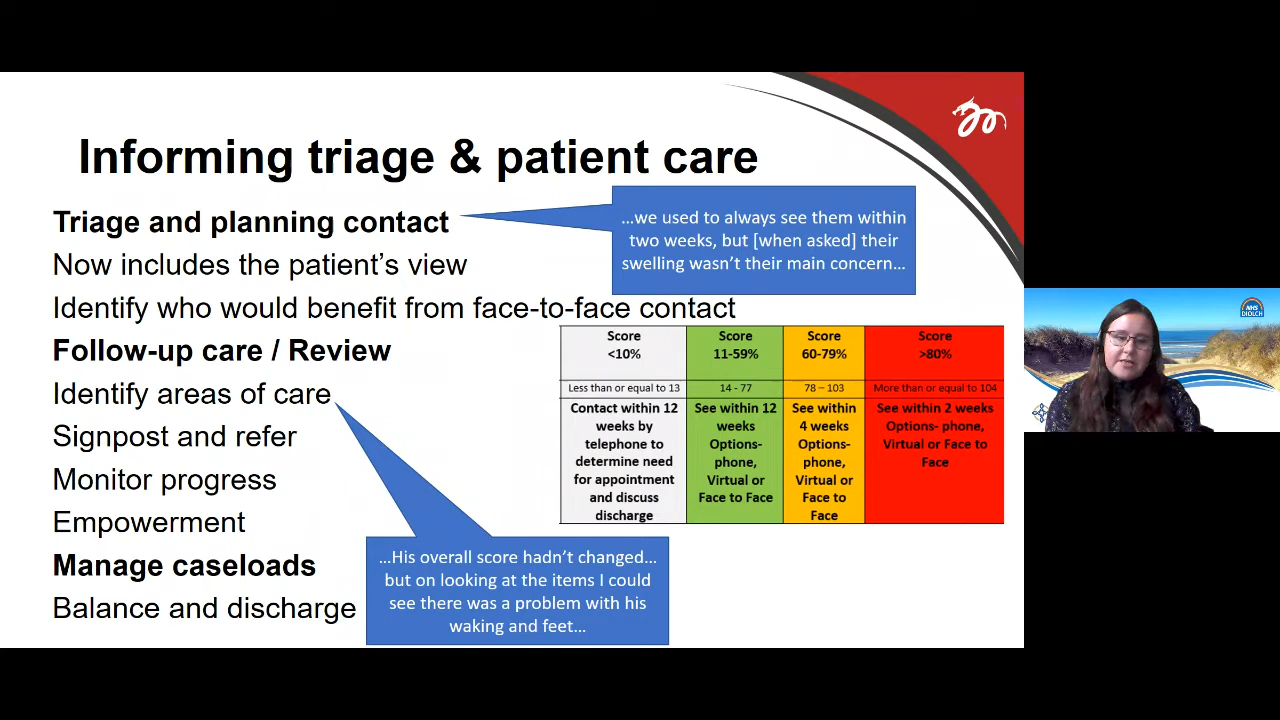 Informing triage & patient care
Triage and planning contact
…we used to always see them within
two weeks, but [when asked] their
swelling wasn't their main concern…
Now includes the patient's view
Identify who would benefit from face-to-face contact
Follow-up care / Review
Identify areas of care
Signpost and refer
Monitor progress
Empowerment
Manage caseloads
Balance and discharge
Score
<10%
Score
11-59%
Score
60-79%
Score
>80%
Less than or equal to 13
14 - 77
78 – 103
More than or equal to 104
Contact within 12
weeks by
telephone to
determine need
for appointment
and discuss
discharge
See within 12
weeks
Options-
phone,
Virtual or
Face to Face
See within
4 weeks
Options-
phone,
Virtual or
Face to
Face
See within 2 weeks
Options- phone,
Virtual or Face to
Face
…His overall score hadn't changed…
but on looking at the items I could
see there was a problem with his
waking and feet…
NHS
DIOLCH